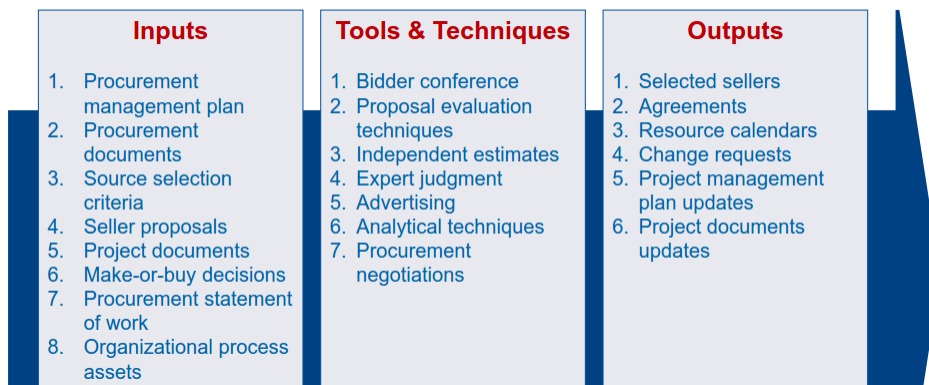 Inputs
1. Procurement
management plan
2. Procurement
documents
3. Source selection
criteria
4. Seller proposals
5. Project documents
6. Make-or-buy decisions
7. Procurement statement
of work
8. Organizational process
assets
Tools & Techniques
1. Bidder conference
2. Proposal evaluation
techniques
3. Independent estimates
4. Expert judgment
5. Advertising
6. Analytical techniques
7. Procurement
negotiations
Outputs
1. Selected sellers
2. Agreements
3. Resource calendars
4. Change requests
5. Project management
plan updates
6. Project documents
updates